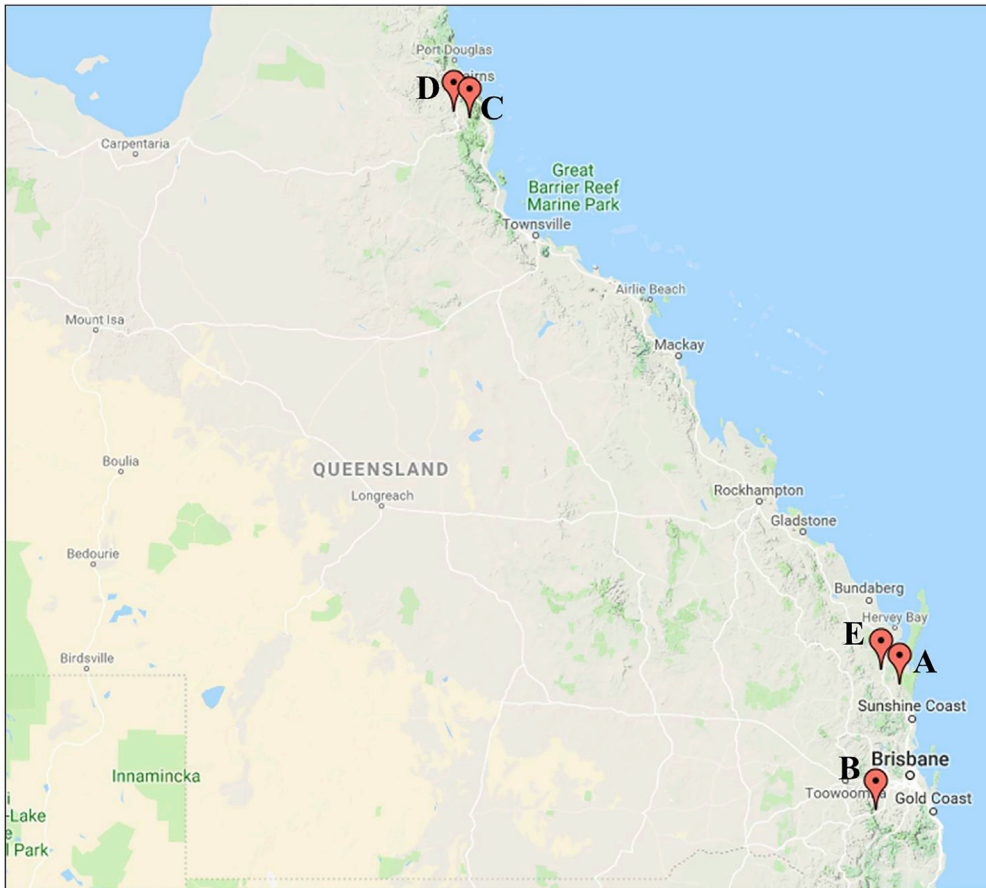 Port Douglas
D
C
Carpentaria
Great
Barrier Reef
Marine Park
Townsville
Airlie Beach
Mount Isa
Mackay
Boulia
QUEENSLAND
Longreach
Rockhampton
Gladstone
Bedourie
Bundaberg
Hervey Bay
E
A
Birdsville
Sunshine Coast
Innamincka
Brisbane
B
Gold Coast
-Lake
l Park